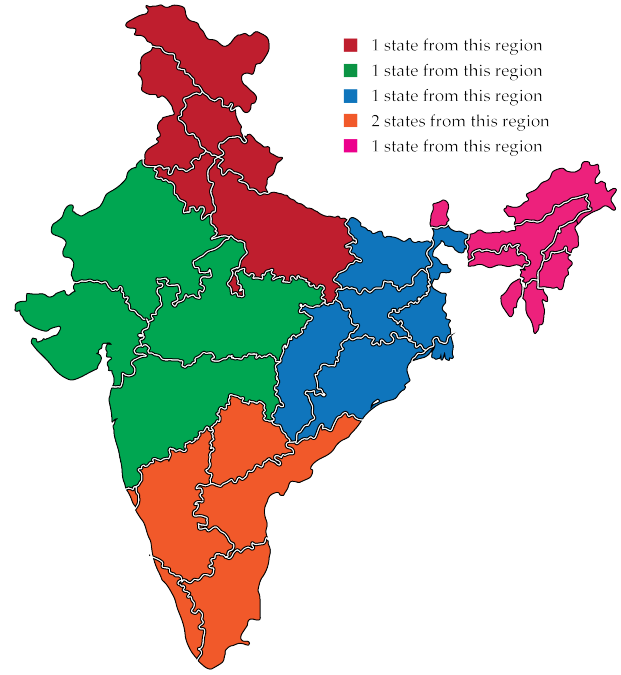 1 state from this region
1 state from this region
1 state from this region
2 states from this region
1 state from this region